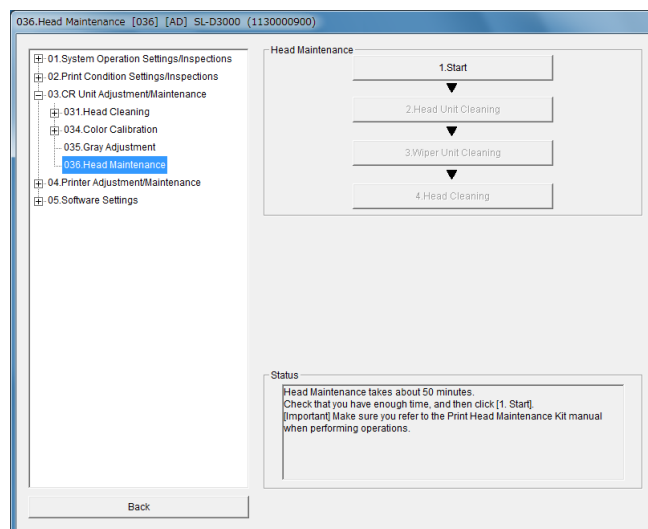 036.Head Maintenance [036] [AD] SL-D3000 (1130000900)
01.System Operation Settings/Inspections
02.Print Condition Settings/Inspections
03.CR Unit Adjustment/Maintenance
031.Head Cleaning
034.Color Calibration
035.Gray Adjustment
036.Head Maintenance
04.Printer Adjustment/Maintenance
05.Software Settings
Back
Head Maintenance
1.Start
2.Head Unit Cleaning
3.Wiper Unit Cleaning
4.Head Cleaning
Status
Head Maintenance takes about 50 minutes.
Check that you have enough time, and then click [1. Start].
[Important] Make sure you refer to the Print Head Maintenance Kit manual
when performing operations.